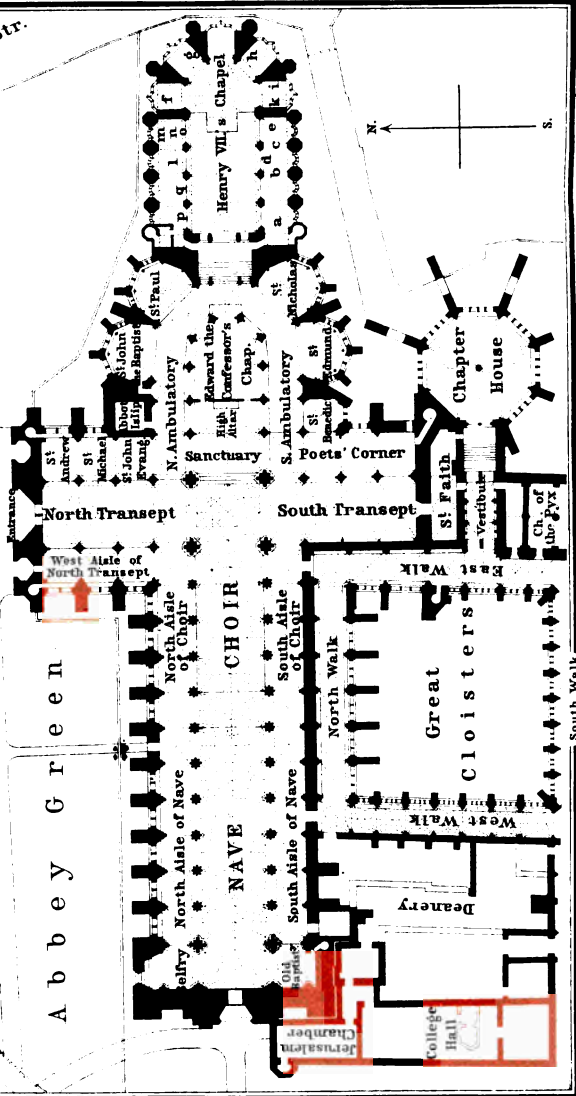 Str.
N.
S.
g
h
f
i
k
Henry VII.'s Chapel
m
n
o
l
q
p
e
c
d
b
a
St Paul
St
Nicholas
St John
the Baptist
Edward the
Confessor's
Chap.
St
Edmund.
Abbot
Islip
N. Ambulatory
S. Ambulatory
High
Altar
St
Benedict
Chapter
House
St
Andrew
St
Michael
St John
Evang.
Sanctuary
Poets' Corner
St Faith
Vestibule
Ch. of
the Pyx
Entrance
North Transept
South Transept
West Aisle of
North Transept
East Walk
North Aisle
of Choir
CHOIR
South Aisle
of Choir
North Walk
Great
Cloisters
South Walk
Abbey Green
North Aisle of Nave
NAVE
South Aisle of Nave
West Walk
Deanery
Belfry
Old
Baptist.
Jerusalem
Chamber
College
Hall